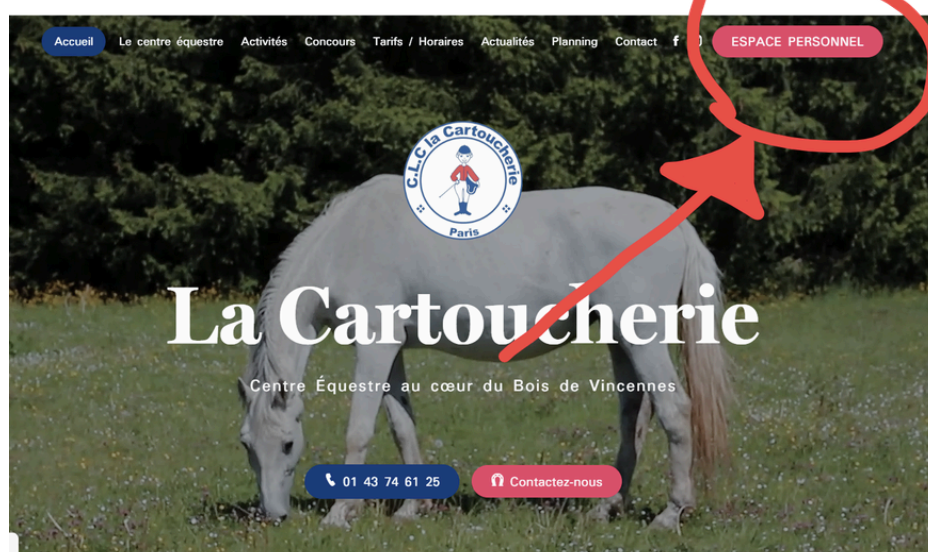 Accueil Le centre équestre Activités Concours Tarifs / Horaires Actualités Planning Contact ESPACE PERSONNEL
C.L.C la Cartoucherie
Paris
La Cartoucherie
Centre Équestre au cœur du Bois de Vincennes
01 43 74 61 25 Contactez-nous